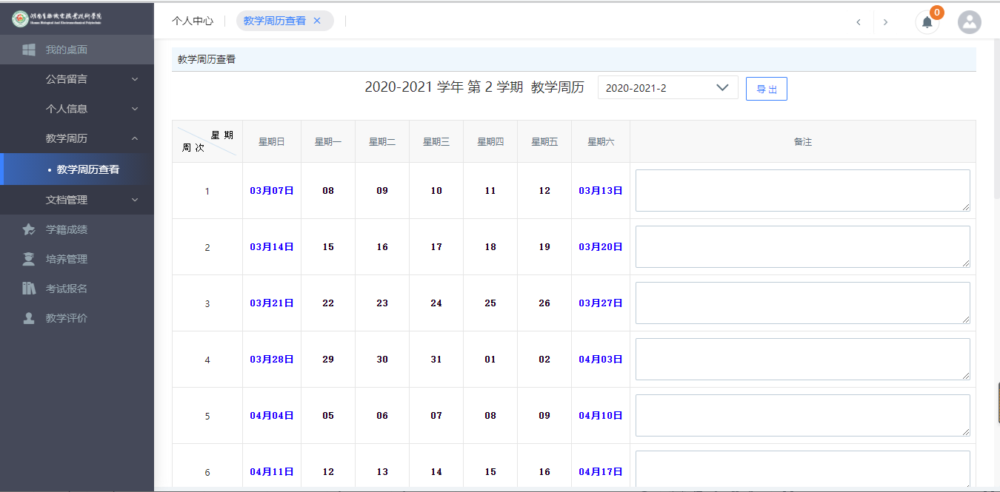 湖南生物机电职业技术学院
Hunan Biological And Electromechanical Polytechnic
个人中心
教学周历查看 ×
0
我的桌面
公告留言
个人信息
教学周历
• 教学周历查看
文档管理
学籍成绩
培养管理
考试报名
教学评价
教学周历查看
2020-2021 学年 第 2 学期 教学周历
2020-2021-2
导 出
星 期
周 次
星期日 星期一 星期二 星期三 星期四 星期五 星期六 备注
1 03月07日 08 09 10 11 12 03月13日
2 03月14日 15 16 17 18 19 03月20日
3 03月21日 22 23 24 25 26 03月27日
4 03月28日 29 30 31 01 02 04月03日
5 04月04日 05 06 07 08 09 04月10日
6 04月11日 12 13 14 15 16 04月17日